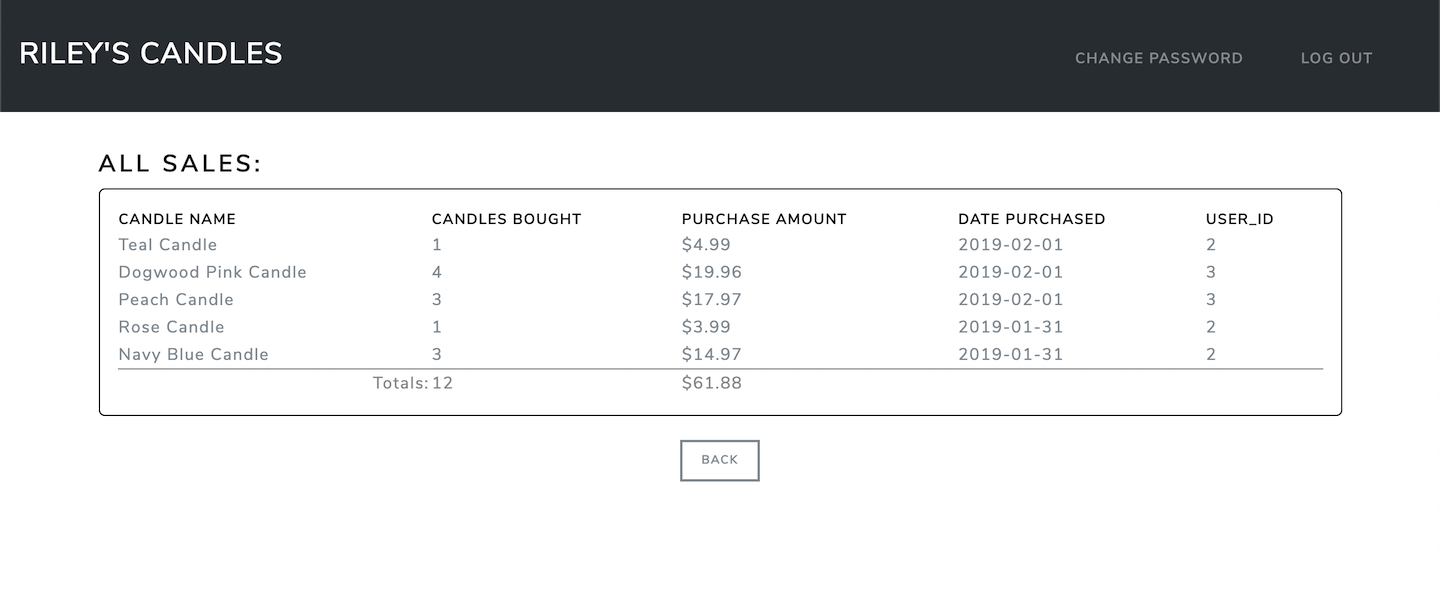 RILEY'S CANDLES CHANGE PASSWORD LOG OUT
ALL SALES:
CANDLE NAME CANDLES BOUGHT PURCHASE AMOUNT DATE PURCHASED USER_ID
Teal Candle 1 $4.99 2019-02-01 2
Dogwood Pink Candle 4 $19.96 2019-02-01 3
Peach Candle 3 $17.97 2019-02-01 3
Rose Candle 1 $3.99 2019-01-31 2
Navy Blue Candle 3 $14.97 2019-01-31 2
Totals: 12 $61.88
BACK